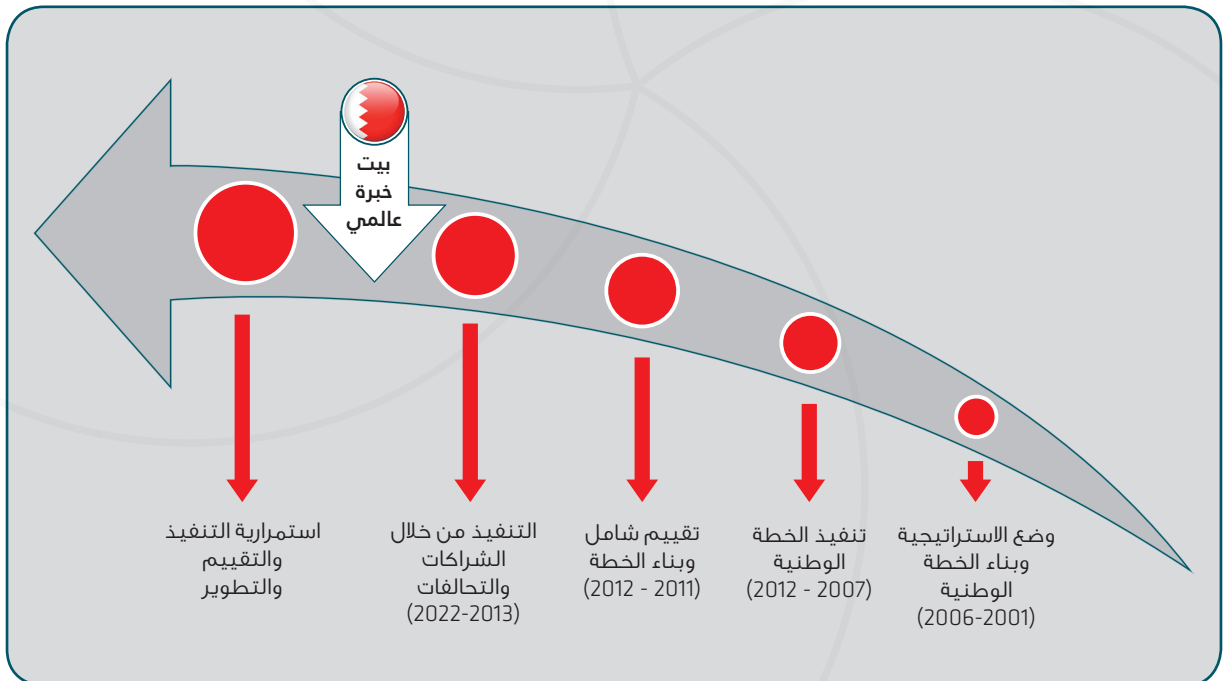 بيت
خبرة
عالمي
وضع الاستراتيجية
وبناء الخطة
الوطنية
(2006-2001)
تنفيذ الخطة
الوطنية
(2012 - 2007)
تقييم شامل
وبناء الخطة
(2012 - 2011)
التنفيذ من خلال
الشراكات
والتحالفات
(2022-2013)
استمرارية التنفيذ
والتقييم
والتطوير